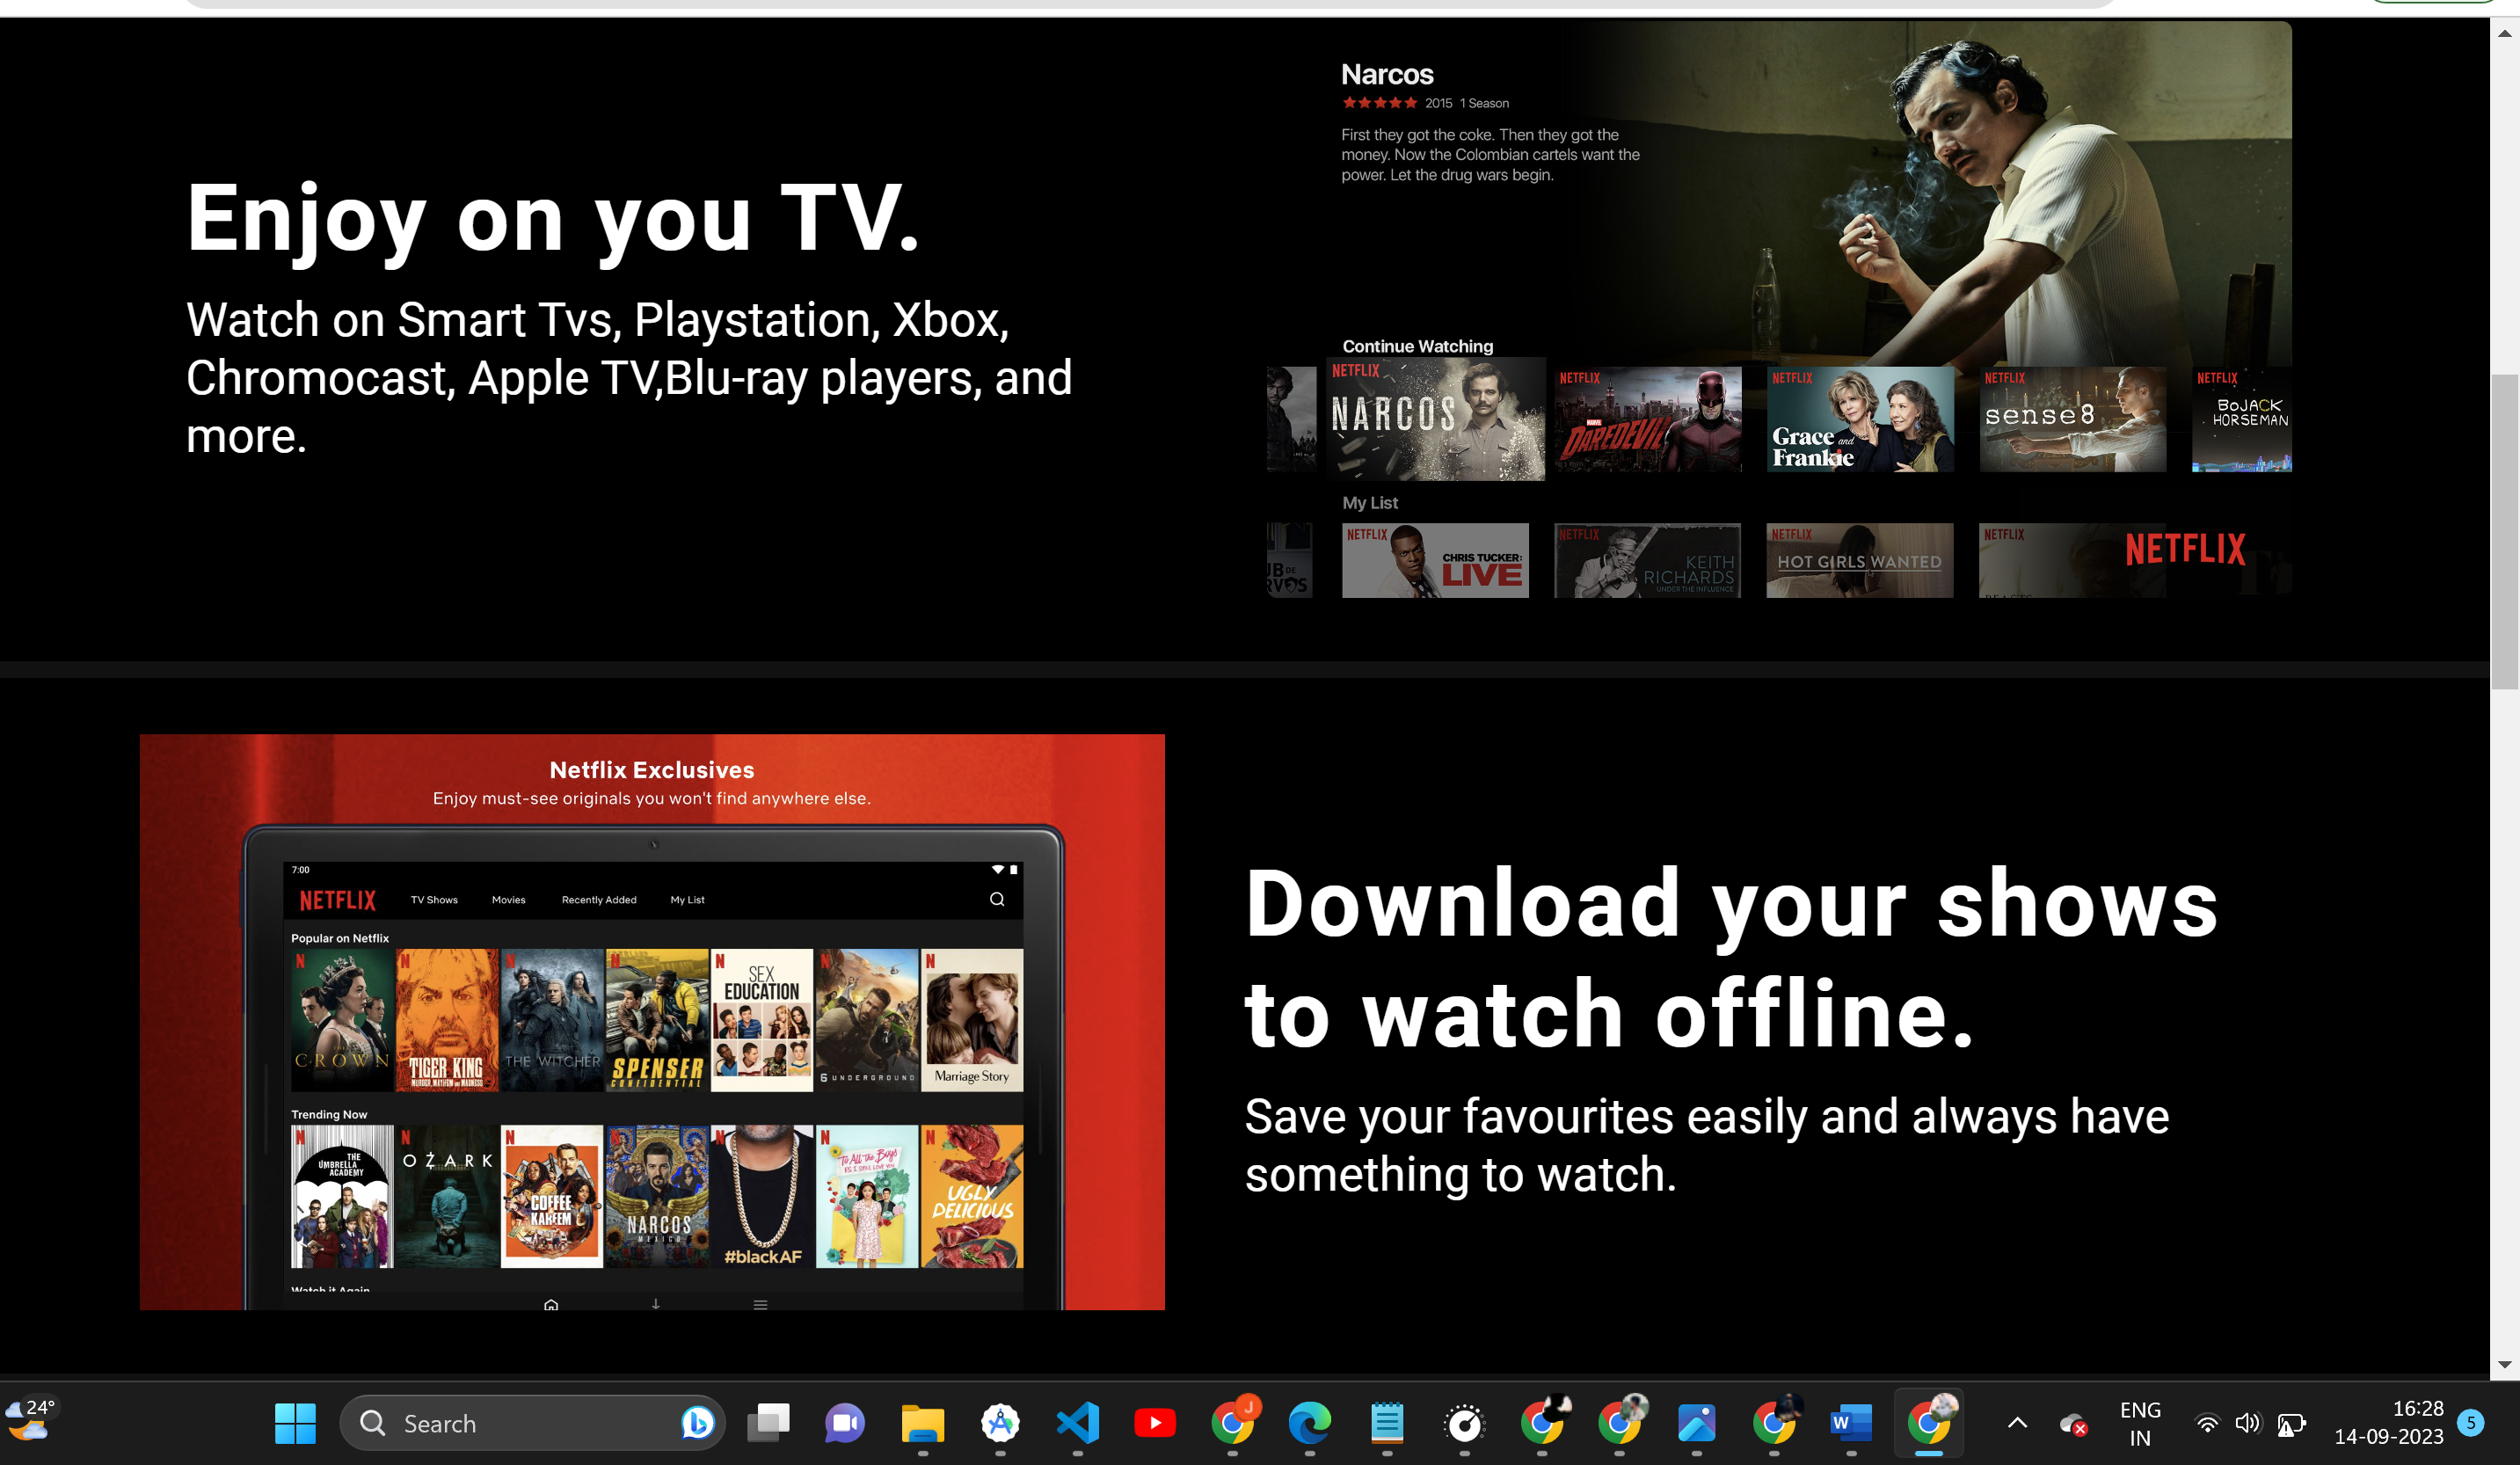 Narcos
2015 1 Season
First they got the coke. Then they got the
money. Now the Colombian cartels want the
power. Let the drug wars begin.
Enjoy on you TV.
Watch on Smart Tvs, Playstation, Xbox,
Chromocast, Apple TV,Blu-ray players, and
more.
Continue Watching
NETFLIX
NARCOS
NETFLIX
MARVEL
DAREDEVIL
NETFLIX
Grace and
Frankie
NETFLIX
sense8
NETFLIX
BoJACK
HORSEMAN
My List
NETFLIX
CHRIS TUCKER:
LIVE
NETFLIX
KEITH
RICHARDS
UNDER THE INFLUENCE
NETFLIX
HOT GIRLS WANTED
NETFLIX
NETFLIX
Netflix Exclusives
Enjoy must-see originals you won't find anywhere else.
7:00
NETFLIX TV Shows Movies Recently Added My List
Popular on Netflix
CROWN
TIGER KING
MURDER, MAYHEM AND MADNESS
THE WITCHER
SPENSER
CONFIDENTIAL
SEX
EDUCATION
6 UNDERGROUND
Marriage Story
Trending Now
THE
UMBRELLA
ACADEMY
OZARK
COFFEE
& KAREEM
NARCOS
MEXICO
#blackAF
To All the Boys
P.S. I STILL LOVE YOU
UGLY
DELICIOUS
Watch it Again
Download your shows
to watch offline.
Save your favourites easily and always have
something to watch.
24°
Search
J
W
ENG
IN
16:28
14-09-2023
5